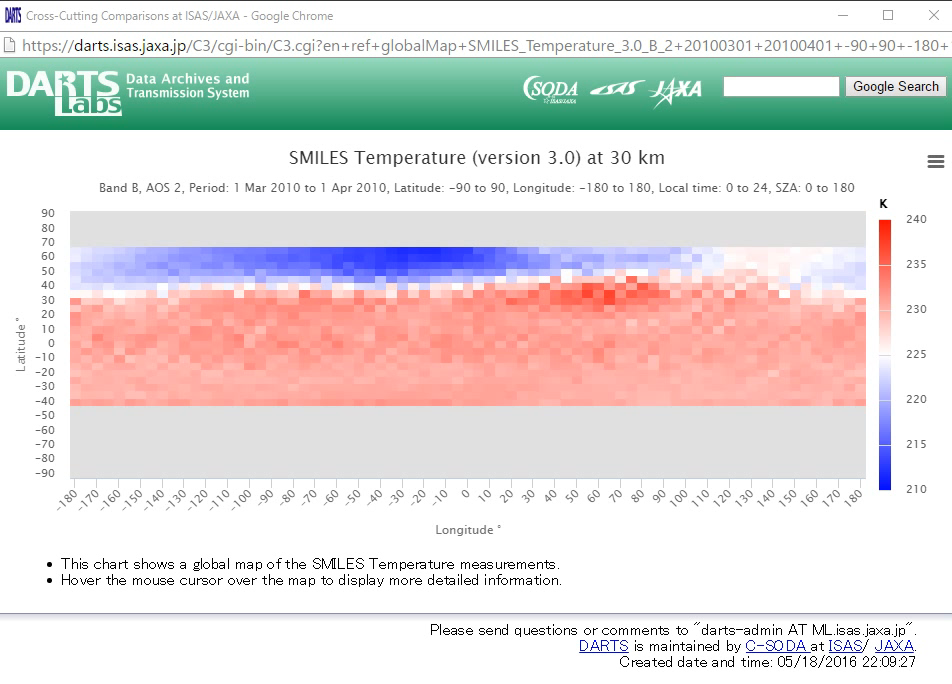 DARTS Cross-Cutting Comparisons at ISAS/JAXA - Google Chrome
https://darts.isas.jaxa.jp/C3/cgi-bin/C3.cgi?en+ref+globalMap+SMILES_Temperature_3.0_B_2+20100301+20100401+-90+90+-180+
DARTS Labs
Data Archives and
Transmission System
SODA ISAS JAXA
Google Search
SMILES Temperature (version 3.0) at 30 km
Band B, AOS 2, Period: 1 Mar 2010 to 1 Apr 2010, Latitude: -90 to 90, Longitude: -180 to 180, Local time: 0 to 24, SZA: 0 to 180
K
240
235
230
225
220
215
210
Latitude °
90
80
70
60
50
40
30
20
10
0
-10
-20
-30
-40
-50
-60
-70
-80
-90
-180 -170 -160 -150 -140 -130 -120 -110 -100 -90 -80 -70 -60 -50 -40 -30 -20 -10 0 10 20 30 40 50 60 70 80 90 100 110 120 130 140 150 160 170 180
Longitude °
• This chart shows a global map of the SMILES Temperature measurements.
• Hover the mouse cursor over the map to display more detailed information.
Please send questions or comments to "darts-admin AT ML.isas.jaxa.jp".
DARTS is maintained by C-SODA at ISAS/ JAXA.
Created date and time: 05/18/2016 22:09:27